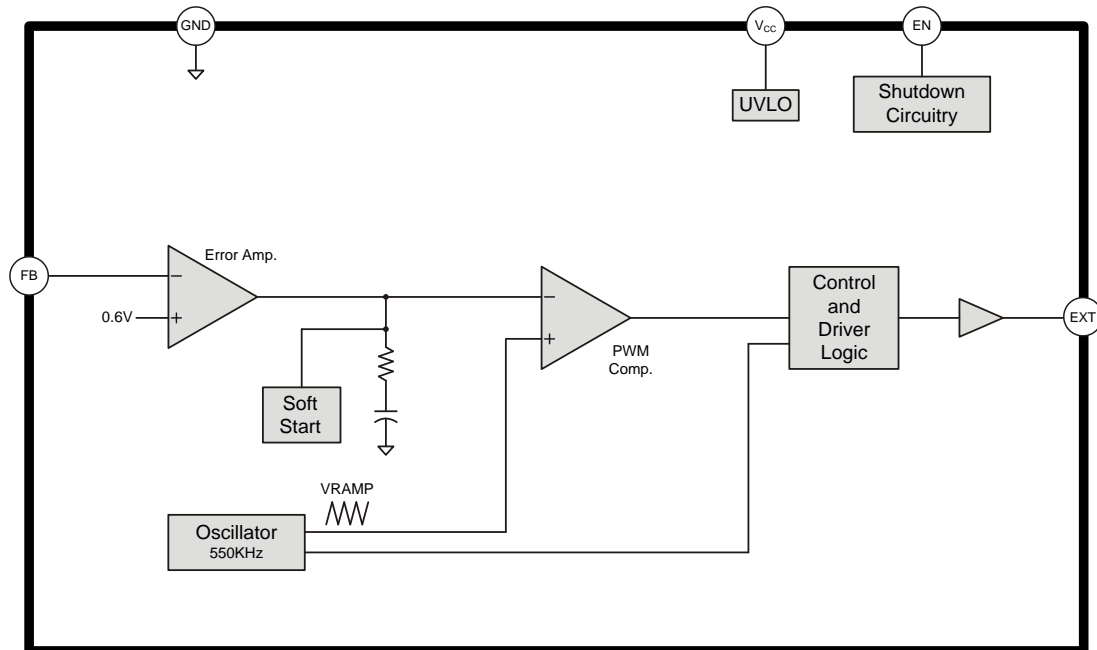 GND
VCC
EN
UVLO
Shutdown
Circuitry
Error Amp.
FB
−
0.6V
+
−
+
PWM
Comp.
Control
and
Driver
Logic
EXT
Soft
Start
VRAMP
Oscillator
550KHz